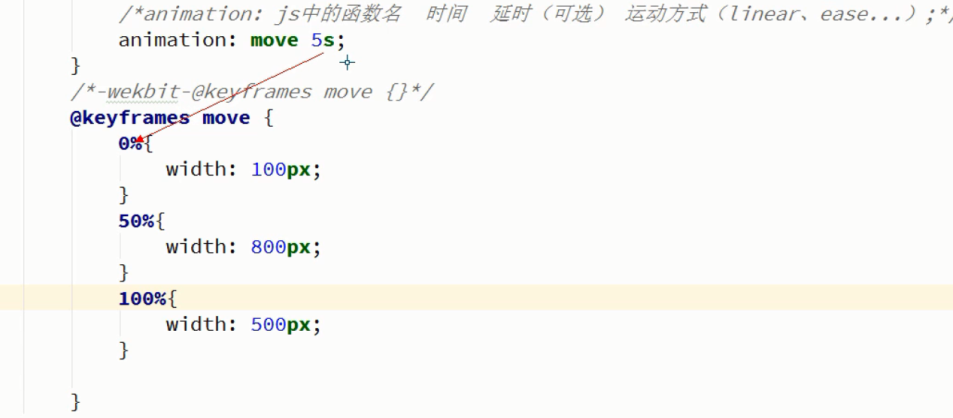 /*animation: js中的函数名 时间 延时（可选） 运动方式（linear、ease...）;*/
animation: move 5s;
}
/*-wekbit-@keyframes move {}*/
@keyframes move {
0%{
width: 100px;
}
50%{
width: 800px;
}
100%{
width: 500px;
}
}